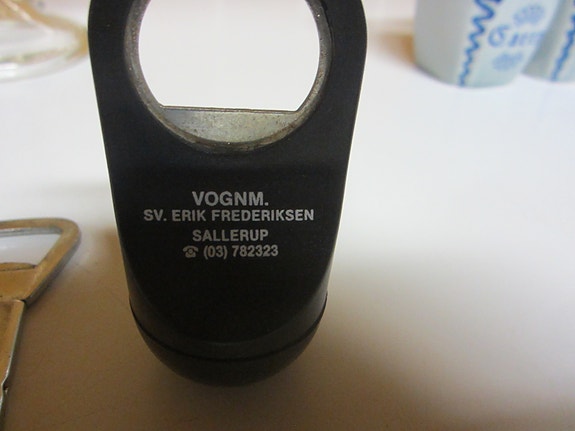 VOGNM.
SV. ERIK FREDERIKSEN
SALLERUP
☎ (03) 782323